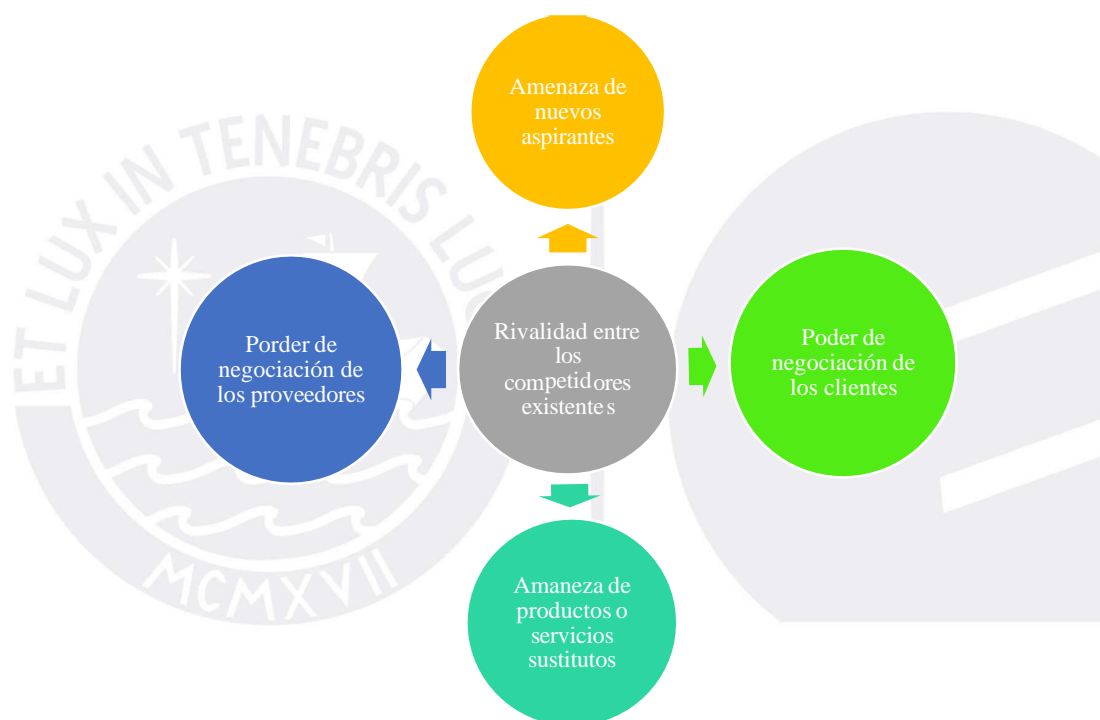 Amenaza de
nuevos
aspirantes
ET LUX IN TENEBRIS LUC
Rivalidad entre
los
competidores
existentes
Porder de
negociación de
los proveedores
Poder de
negociación de
los clientes
Amaneza de
productos o
servicios
sustitutos
MCMXVII